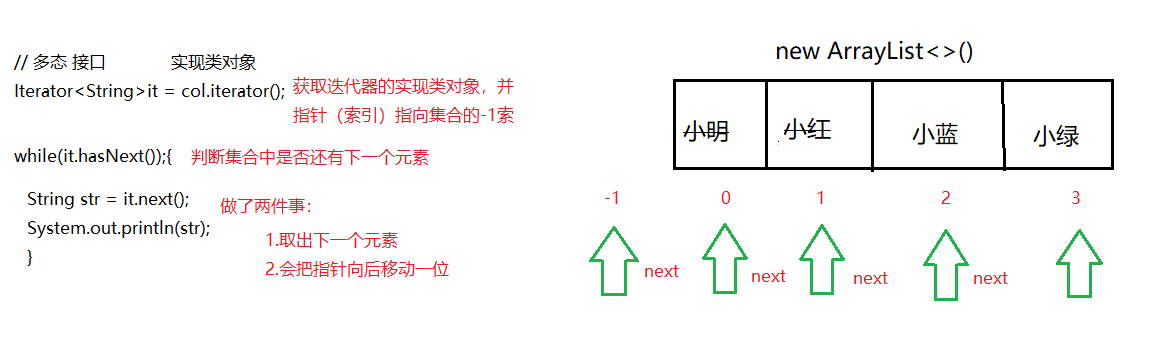 // 多态 接口 实现类对象
Iterator<String>it = col.iterator();
获取迭代器的实现类对象，并
指针（索引）指向集合的-1索
while(it.hasNext());{
判断集合中是否还有下一个元素
String str = it.next();
System.out.println(str);
}
做了两件事：
1.取出下一个元素
2.会把指针向后移动一位
new ArrayList<>()
小明 小红 小蓝 小绿
-1 0 1 2 3
next next next next